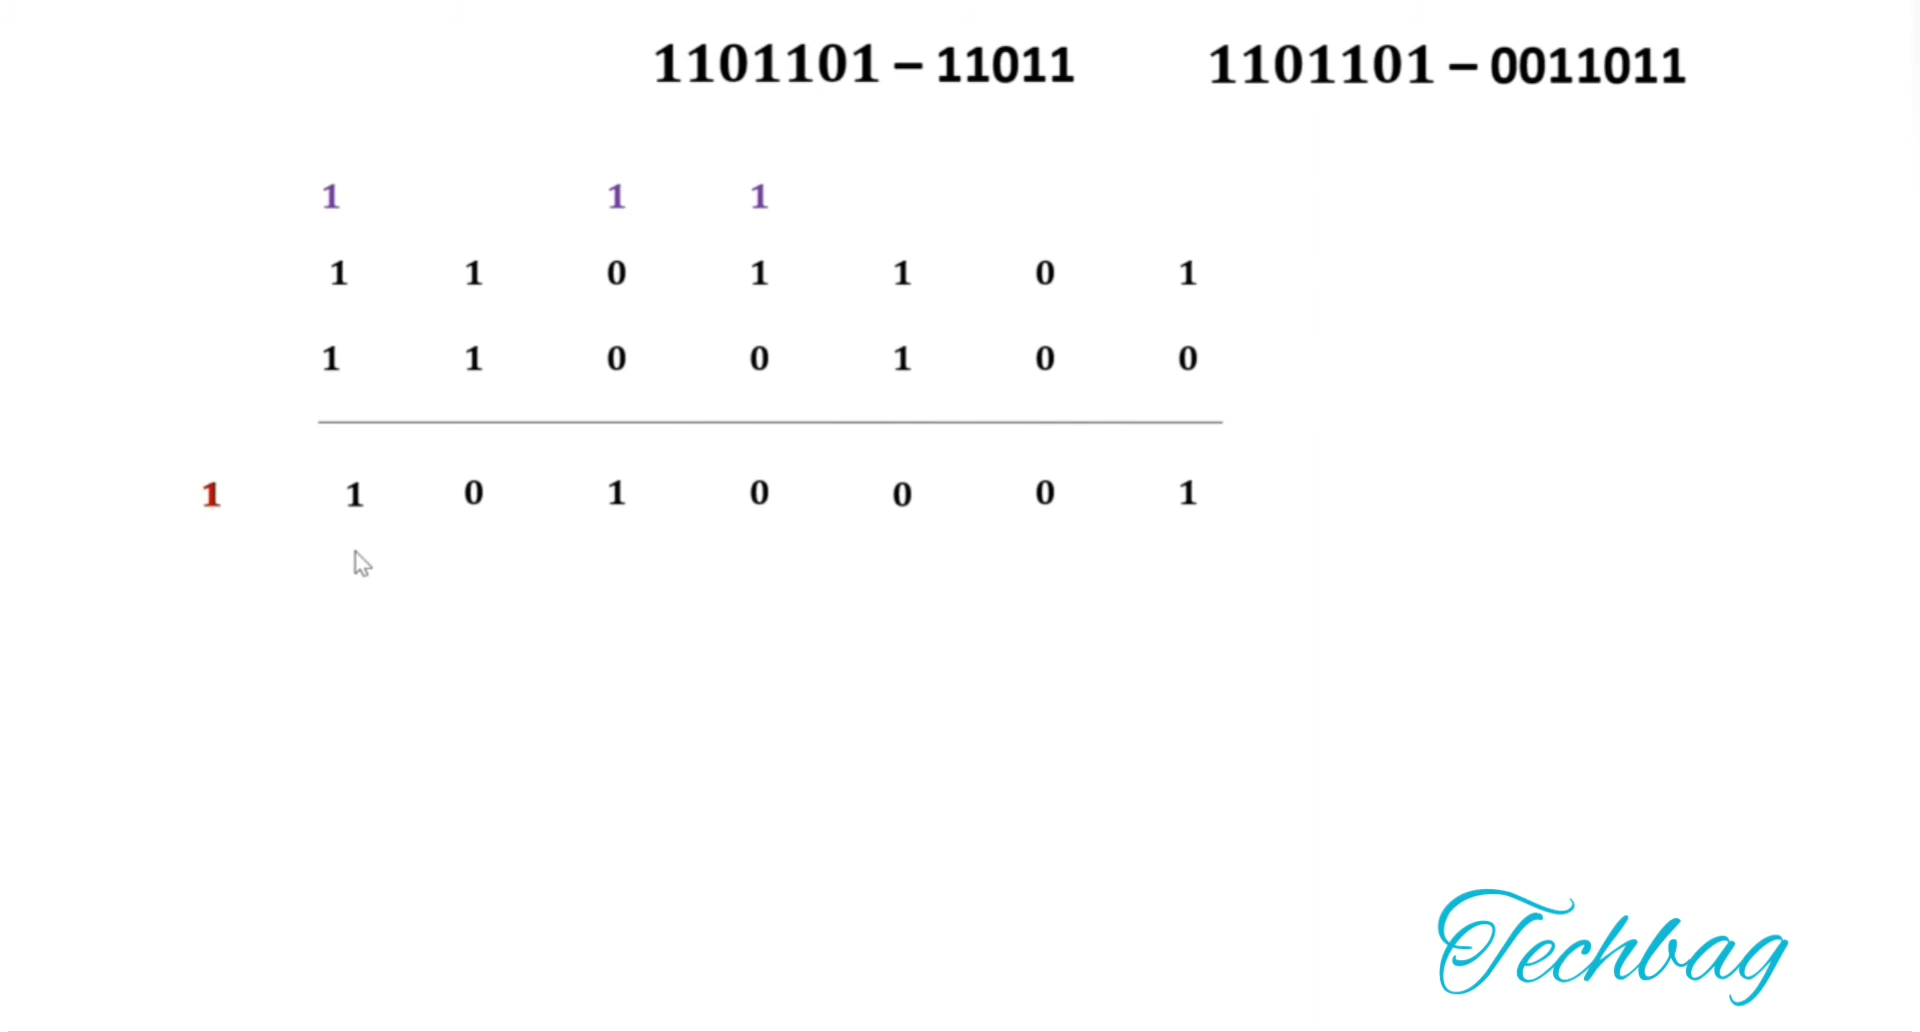 1101101 – 11011 1101101 – 0011011
1 1 1
1 1 0 1 1 0 1
1 1 0 0 1 0 0
1 1 0 1 0 0 0 1
Techbag